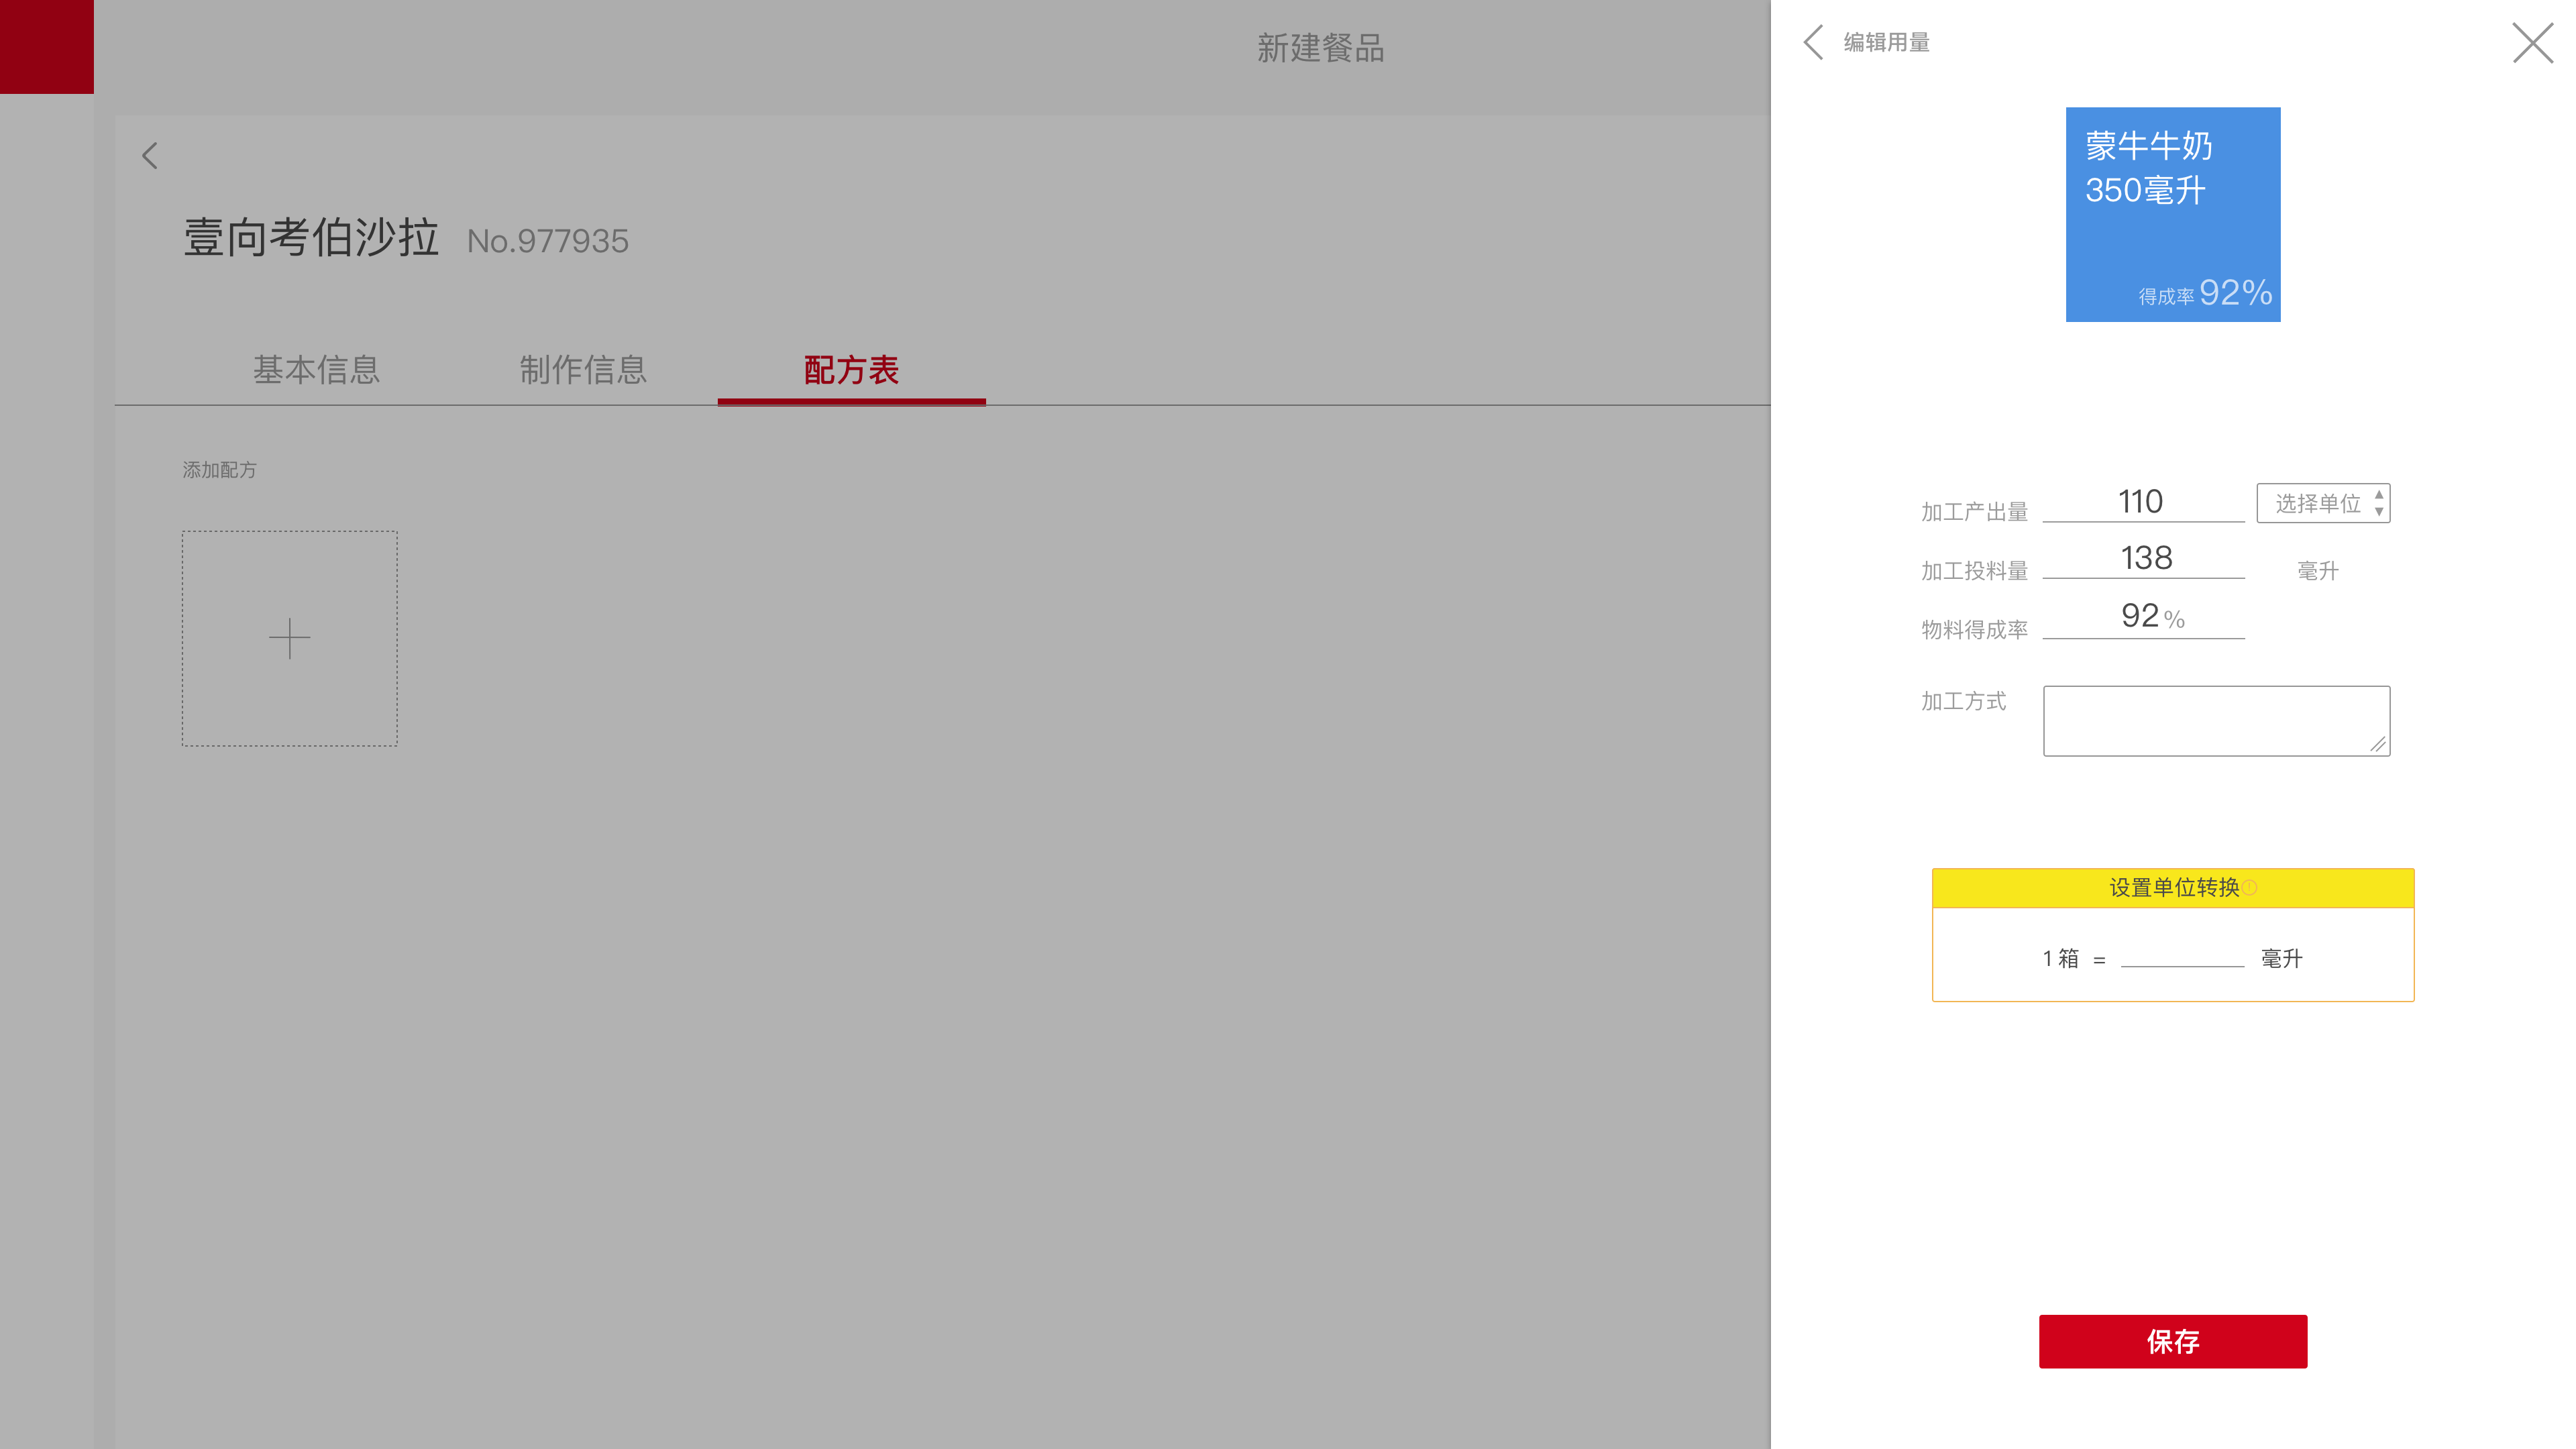 新建餐品
壹向考伯沙拉 No.977935
基本信息 制作信息 配方表
添加配方
编辑用量
蒙牛牛奶
350毫升
得成率 92%
加工产出量 110 选择单位
加工投料量 138 毫升
物料得成率 92 %
加工方式
设置单位转换
1 箱 = 毫升
保存